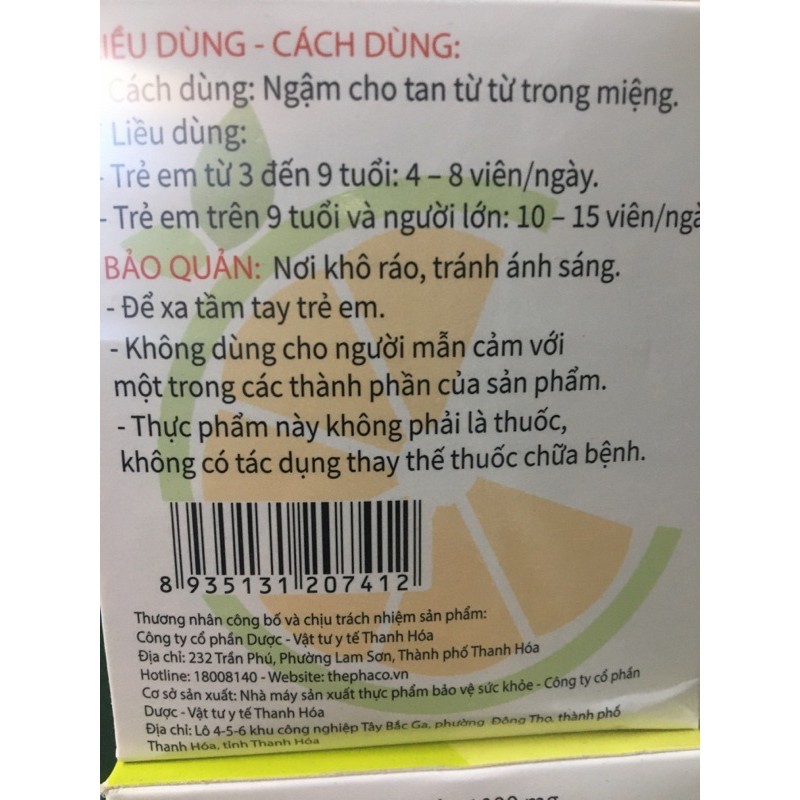 IỀU DÙNG - CÁCH DÙNG:
Cách dùng: Ngậm cho tan từ từ trong miệng.
Liều dùng:
- Trẻ em từ 3 đến 9 tuổi: 4 – 8 viên/ngày.
- Trẻ em trên 9 tuổi và người lớn: 10 – 15 viên/ngà
BẢO QUẢN: Nơi khô ráo, tránh ánh sáng.
- Để xa tầm tay trẻ em.
- Không dùng cho người mẫn cảm với
một trong các thành phần của sản phẩm.
- Thực phẩm này không phải là thuốc,
không có tác dụng thay thế thuốc chữa bệnh.
8 935131 207412
Thương nhân công bố và chịu trách nhiệm sản phẩm:
Công ty cổ phần Dược - Vật tư y tế Thanh Hóa
Địa chỉ: 232 Trần Phú, Phường Lam Sơn, Thành phố Thanh Hóa
Hotline: 18008140 - Website: thephaco.vn
Cơ sở sản xuất: Nhà máy sản xuất thực phẩm bảo vệ sức khỏe - Công ty cổ phần
Dược - Vật tư y tế Thanh Hóa
Địa chỉ: Lô 4-5-6 khu công nghiệp Tây Bắc Ga, phường Đông Thọ, thành phố
Thanh Hóa, tỉnh Thanh Hóa
mg